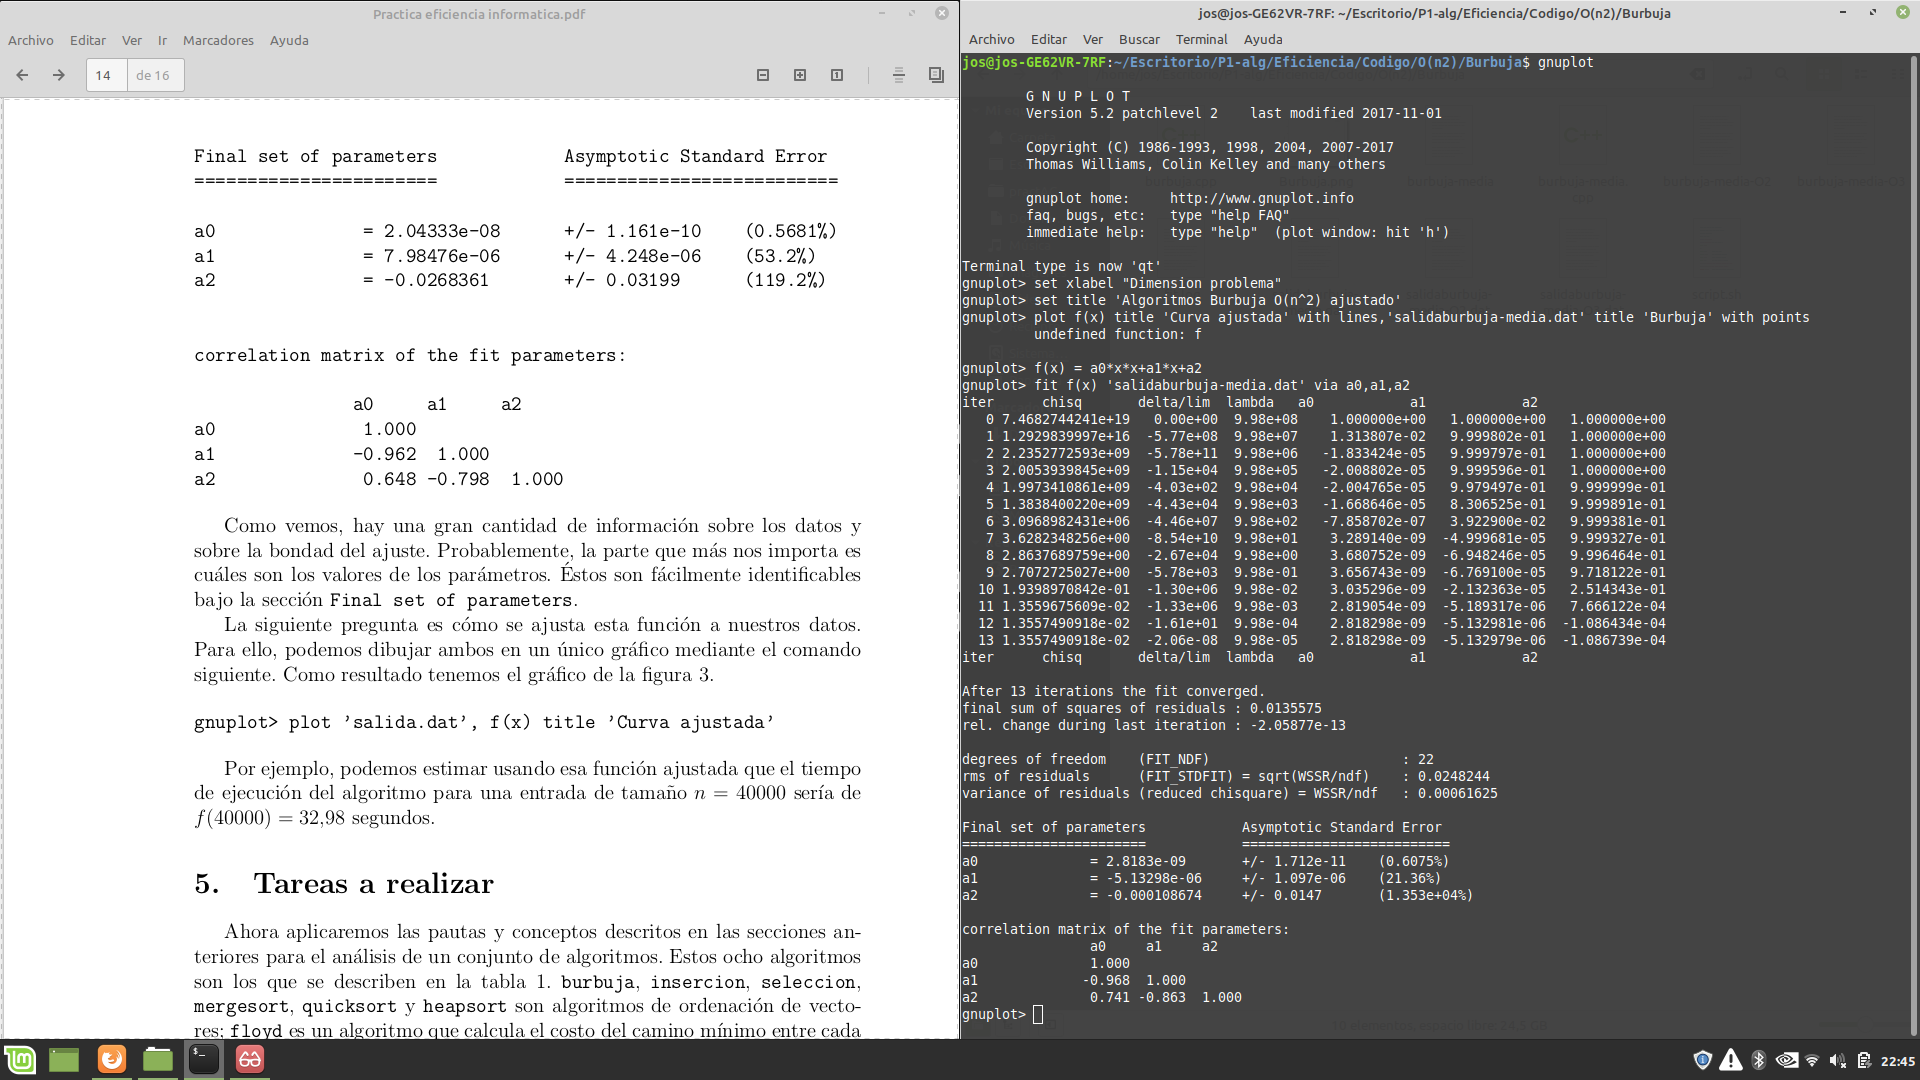 Practica eficiencia informatica.pdf
Archivo Editar Ver Ir Marcadores Ayuda
14 de 16
Final set of parameters Asymptotic Standard Error
======================= ==========================
a0 = 2.04333e-08 +/- 1.161e-10 (0.5681%)
a1 = 7.98476e-06 +/- 4.248e-06 (53.2%)
a2 = -0.0268361 +/- 0.03199 (119.2%)
correlation matrix of the fit parameters:
a0 a1 a2
a0 1.000
a1 -0.962 1.000
a2 0.648 -0.798 1.000
Como vemos, hay una gran cantidad de información sobre los datos y
sobre la bondad del ajuste. Probablemente, la parte que más nos importa es
cuáles son los valores de los parámetros. Éstos son fácilmente identificables
bajo la sección Final set of parameters.
La siguiente pregunta es cómo se ajusta esta función a nuestros datos.
Para ello, podemos dibujar ambos en un único gráfico mediante el comando
siguiente. Como resultado tenemos el gráfico de la figura 3.
gnuplot> plot 'salida.dat', f(x) title 'Curva ajustada'
Por ejemplo, podemos estimar usando esa función ajustada que el tiempo
de ejecución del algoritmo para una entrada de tamaño n = 40000 sería de
f(40000) = 32,98 segundos.
5. Tareas a realizar
Ahora aplicaremos las pautas y conceptos descritos en las secciones an-
teriores para el análisis de un conjunto de algoritmos. Estos ocho algoritmos
son los que se describen en la tabla 1. burbuja, insercion, seleccion,
mergesort, quicksort y heapsort son algoritmos de ordenación de vecto-
res; floyd es un algoritmo que calcula el costo del camino mínimo entre cada
jos@jos-GE62VR-7RF: ~/Escritorio/P1-alg/Eficiencia/Codigo/O(n2)/Burbuja
Archivo Editar Ver Buscar Terminal Ayuda
jos@jos-GE62VR-7RF:~/Escritorio/P1-alg/Eficiencia/Codigo/O(n2)/Burbuja$ gnuplot
G N U P L O T
Version 5.2 patchlevel 2 last modified 2017-11-01
Copyright (C) 1986-1993, 1998, 2004, 2007-2017
Thomas Williams, Colin Kelley and many others
gnuplot home: http://www.gnuplot.info
faq, bugs, etc: type "help FAQ"
immediate help: type "help" (plot window: hit 'h')
Terminal type is now 'qt'
gnuplot> set xlabel "Dimension problema"
gnuplot> set title 'Algoritmos Burbuja O(n^2) ajustado'
gnuplot> plot f(x) title 'Curva ajustada' with lines,'salidaburbuja-media.dat' title 'Burbuja' with points
undefined function: f
gnuplot> f(x) = a0*x*x+a1*x+a2
gnuplot> fit f(x) 'salidaburbuja-media.dat' via a0,a1,a2
iter chisq delta/lim lambda a0 a1 a2
0 7.4682744241e+19 0.00e+00 9.98e+08 1.000000e+00 1.000000e+00 1.000000e+00
1 1.2929839997e+16 -5.77e+08 9.98e+07 1.313807e-02 9.999802e-01 1.000000e+00
2 2.2352772593e+09 -5.78e+11 9.98e+06 -1.833424e-05 9.999797e-01 1.000000e+00
3 2.0053939845e+09 -1.15e+04 9.98e+05 -2.008802e-05 9.999596e-01 1.000000e+00
4 1.9973410861e+09 -4.03e+02 9.98e+04 -2.004765e-05 9.979497e-01 9.999999e-01
5 1.3838400220e+09 -4.43e+04 9.98e+03 -1.668646e-05 8.306525e-01 9.999891e-01
6 3.0968982431e+06 -4.46e+07 9.98e+02 -7.858702e-07 3.922900e-02 9.999381e-01
7 3.6282348256e+00 -8.54e+10 9.98e+01 3.289140e-09 -4.999681e-05 9.999327e-01
8 2.8637689759e+00 -2.67e+04 9.98e+00 3.680752e-09 -6.948246e-05 9.996464e-01
9 2.7072725027e+00 -5.78e+03 9.98e-01 3.656743e-09 -6.769100e-05 9.718122e-01
10 1.9398970842e-01 -1.30e+06 9.98e-02 3.035296e-09 -2.132363e-05 2.514343e-01
11 1.3559675609e-02 -1.33e+06 9.98e-03 2.819054e-09 -5.189317e-06 7.666122e-04
12 1.3557490918e-02 -1.61e+01 9.98e-04 2.818298e-09 -5.132981e-06 -1.086434e-04
13 1.3557490918e-02 -2.06e-08 9.98e-05 2.818298e-09 -5.132979e-06 -1.086739e-04
iter chisq delta/lim lambda a0 a1 a2
After 13 iterations the fit converged.
final sum of squares of residuals : 0.0135575
rel. change during last iteration : -2.05877e-13
degrees of freedom (FIT_NDF) : 22
rms of residuals (FIT_STDFIT) = sqrt(WSSR/ndf) : 0.0248244
variance of residuals (reduced chisquare) = WSSR/ndf : 0.00061625
Final set of parameters Asymptotic Standard Error
======================= ==========================
a0 = 2.8183e-09 +/- 1.712e-11 (0.6075%)
a1 = -5.13298e-06 +/- 1.097e-06 (21.36%)
a2 = -0.000108674 +/- 0.0147 (1.353e+04%)
correlation matrix of the fit parameters:
a0 a1 a2
a0 1.000
a1 -0.968 1.000
a2 0.741 -0.863 1.000
gnuplot>
22:45